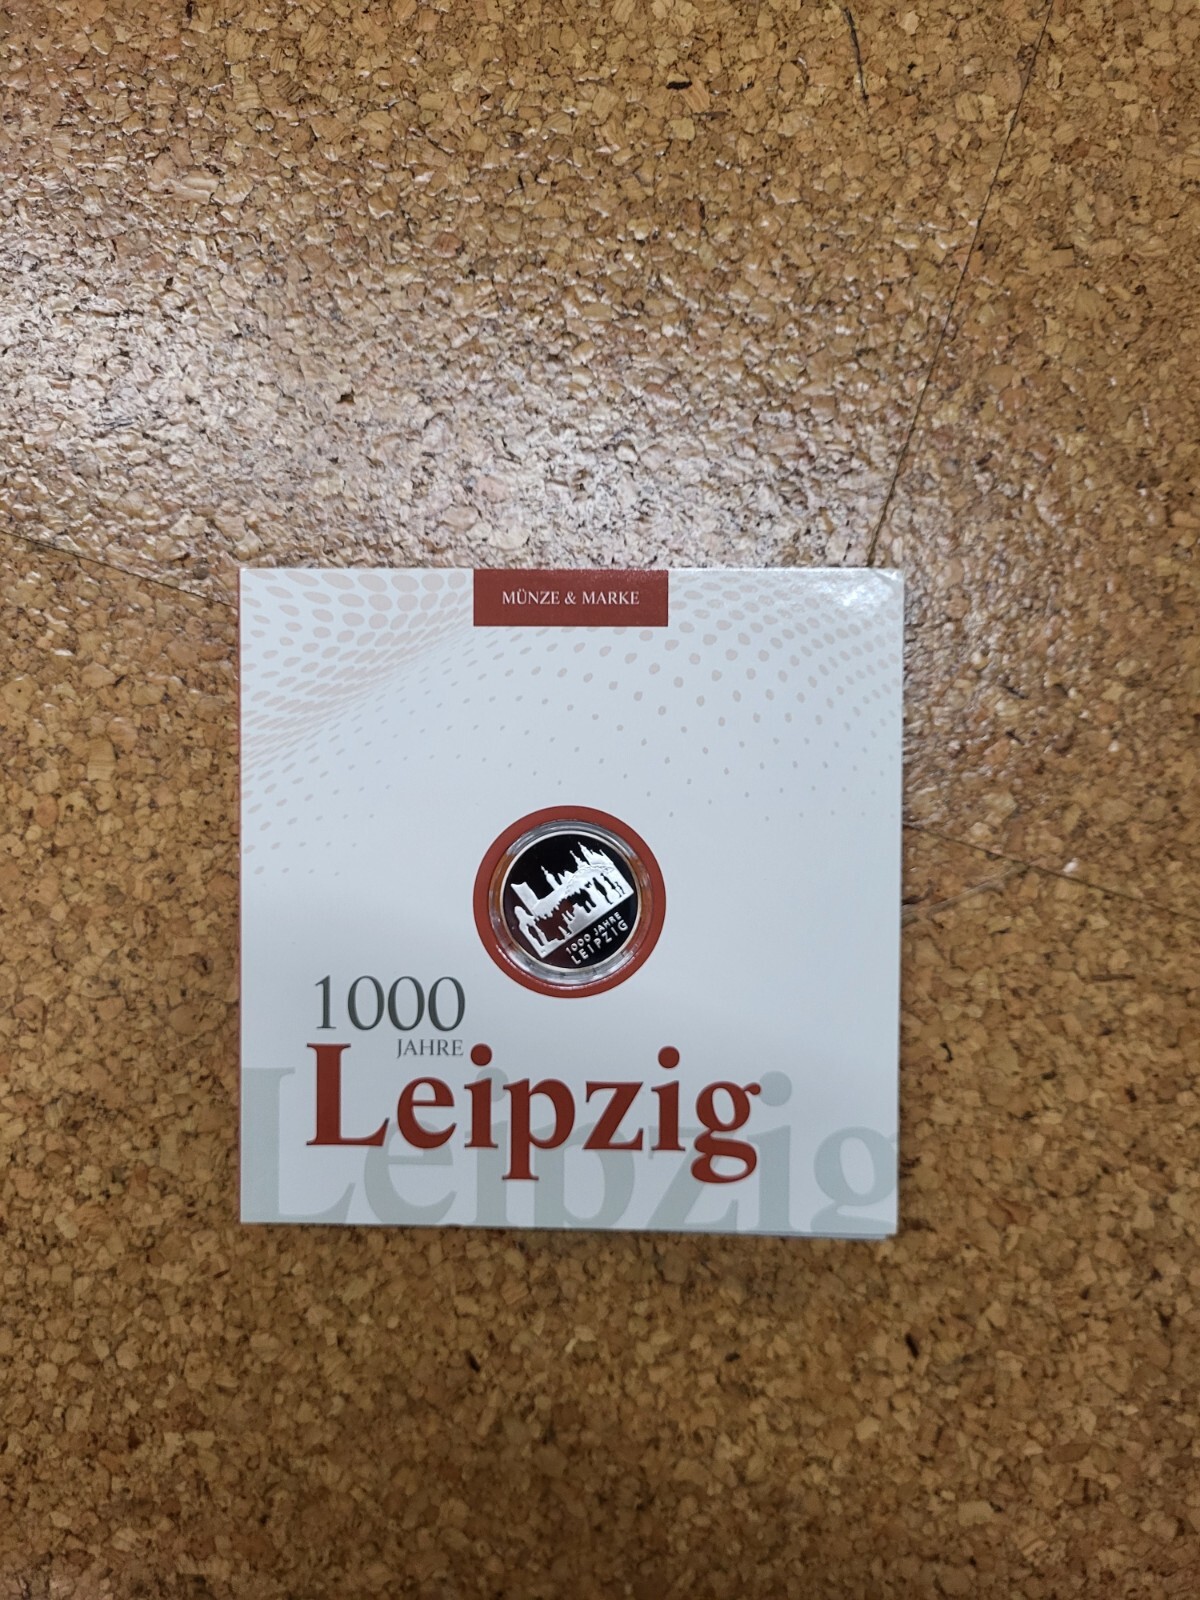 MÜNZE & MARKE
1000 JAHRE
LEIPZIG
1000
JAHRE
Leipzig
Leipzig